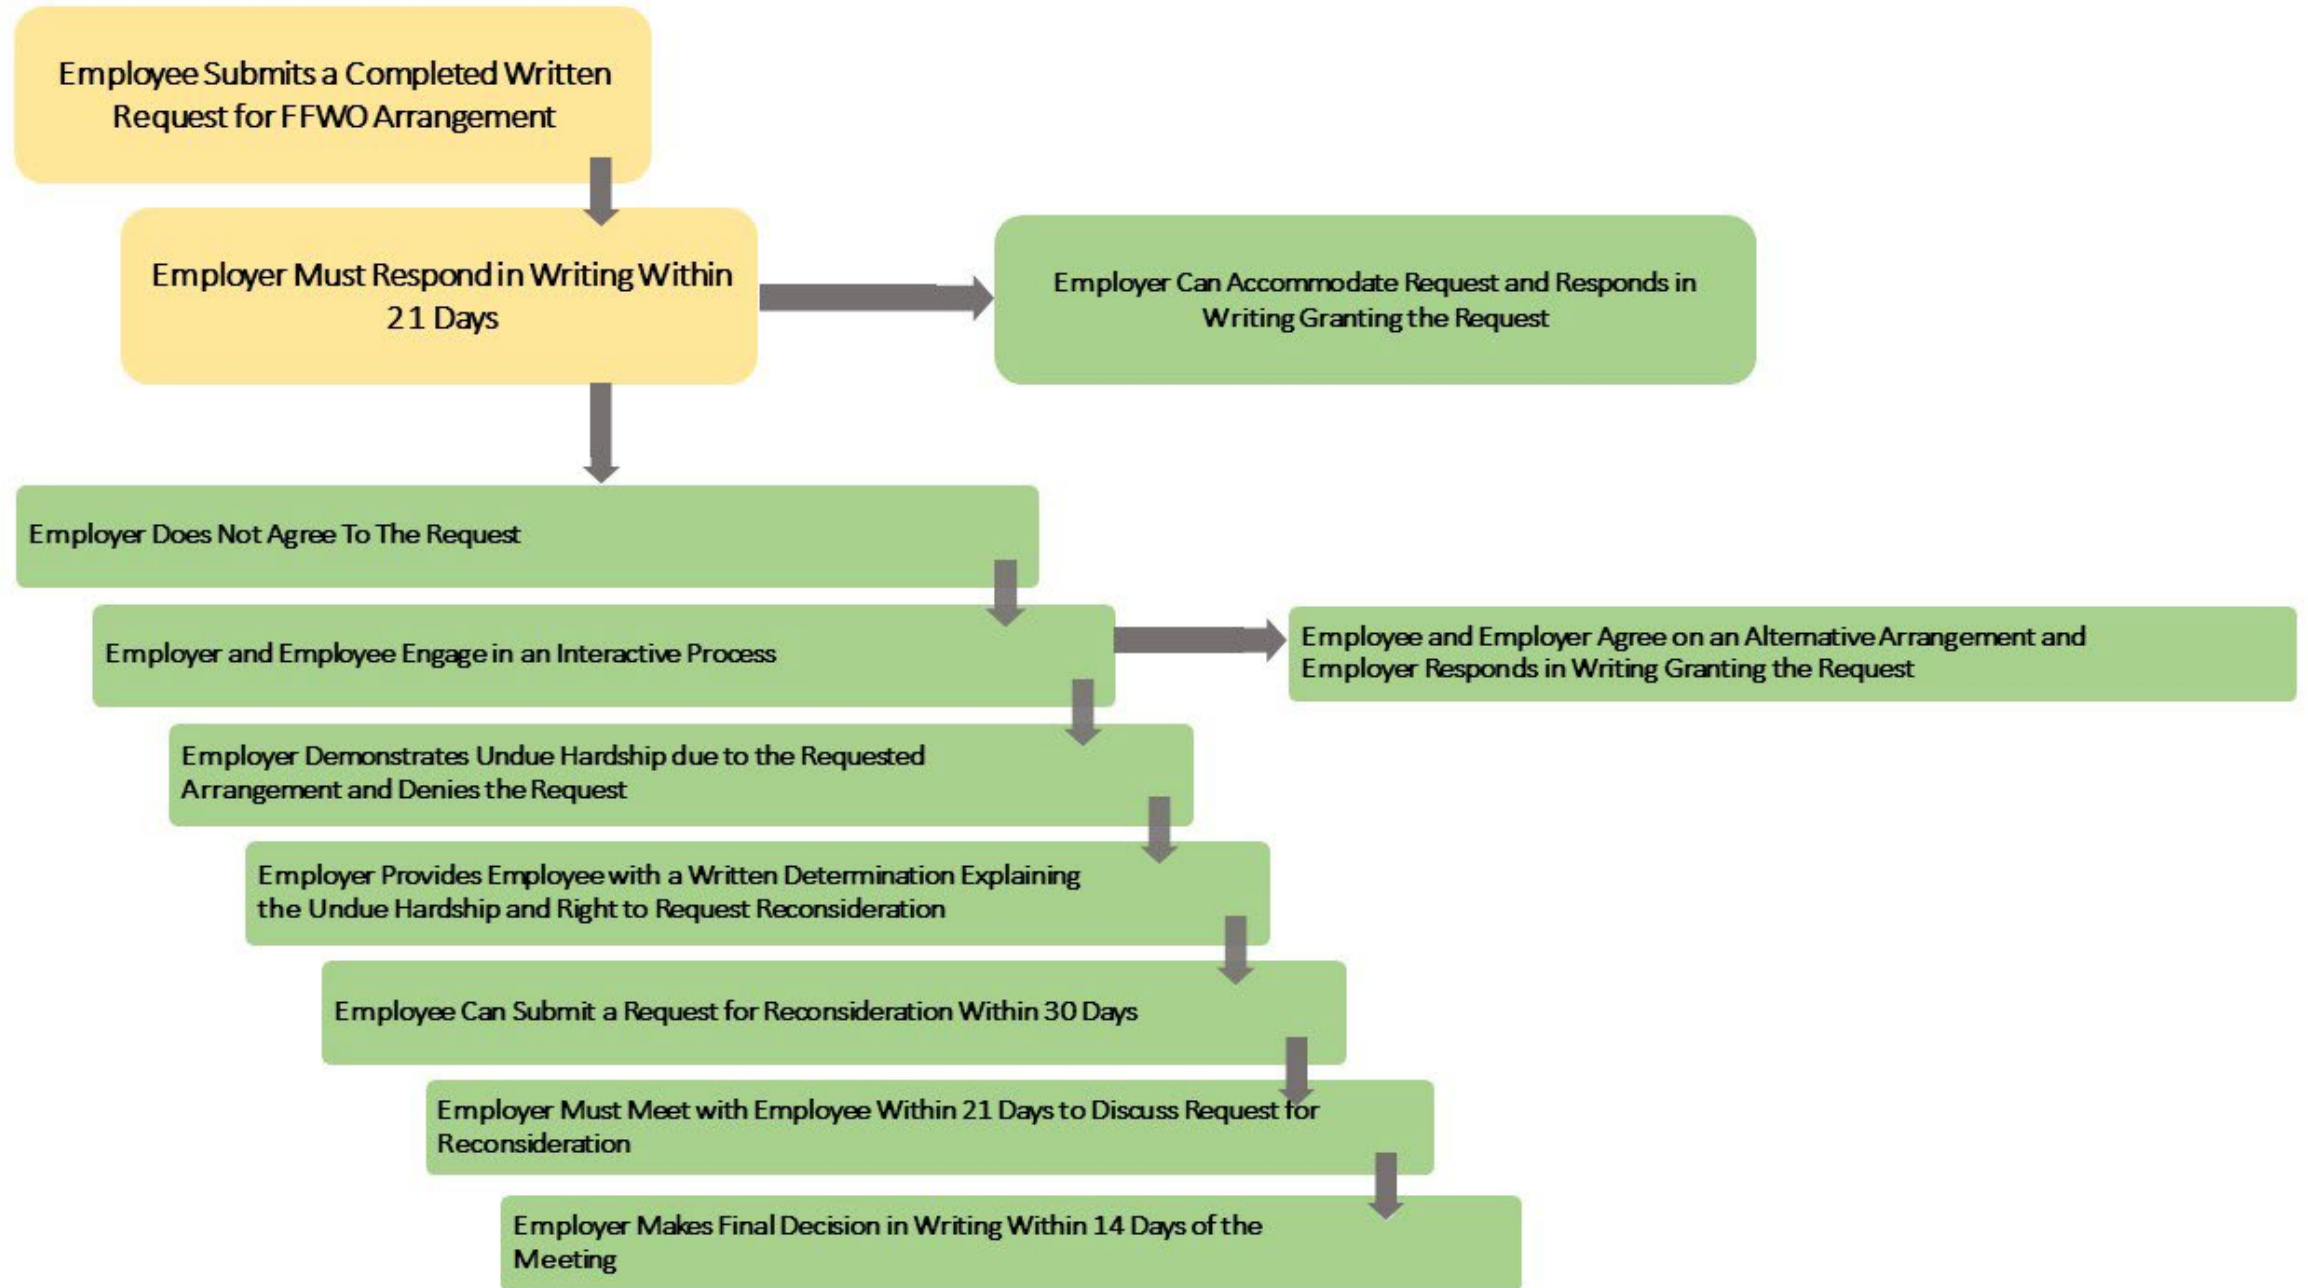 Employee Submits a Completed Written
Request for FFWO Arrangement
Employer Must Respond in Writing Within
21 Days
Employer Can Accommodate Request and Responds in
Writing Granting the Request
Employer Does Not Agree To The Request
Employer and Employee Engage in an Interactive Process
Employee and Employer Agree on an Alternative Arrangement and
Employer Responds in Writing Granting the Request
Employer Demonstrates Undue Hardship due to the Requested
Arrangement and Denies the Request
Employer Provides Employee with a Written Determination Explaining
the Undue Hardship and Right to Request Reconsideration
Employee Can Submit a Request for Reconsideration Within 30 Days
Employer Must Meet with Employee Within 21 Days to Discuss Request for
Reconsideration
Employer Makes Final Decision in Writing Within 14 Days of the
Meeting